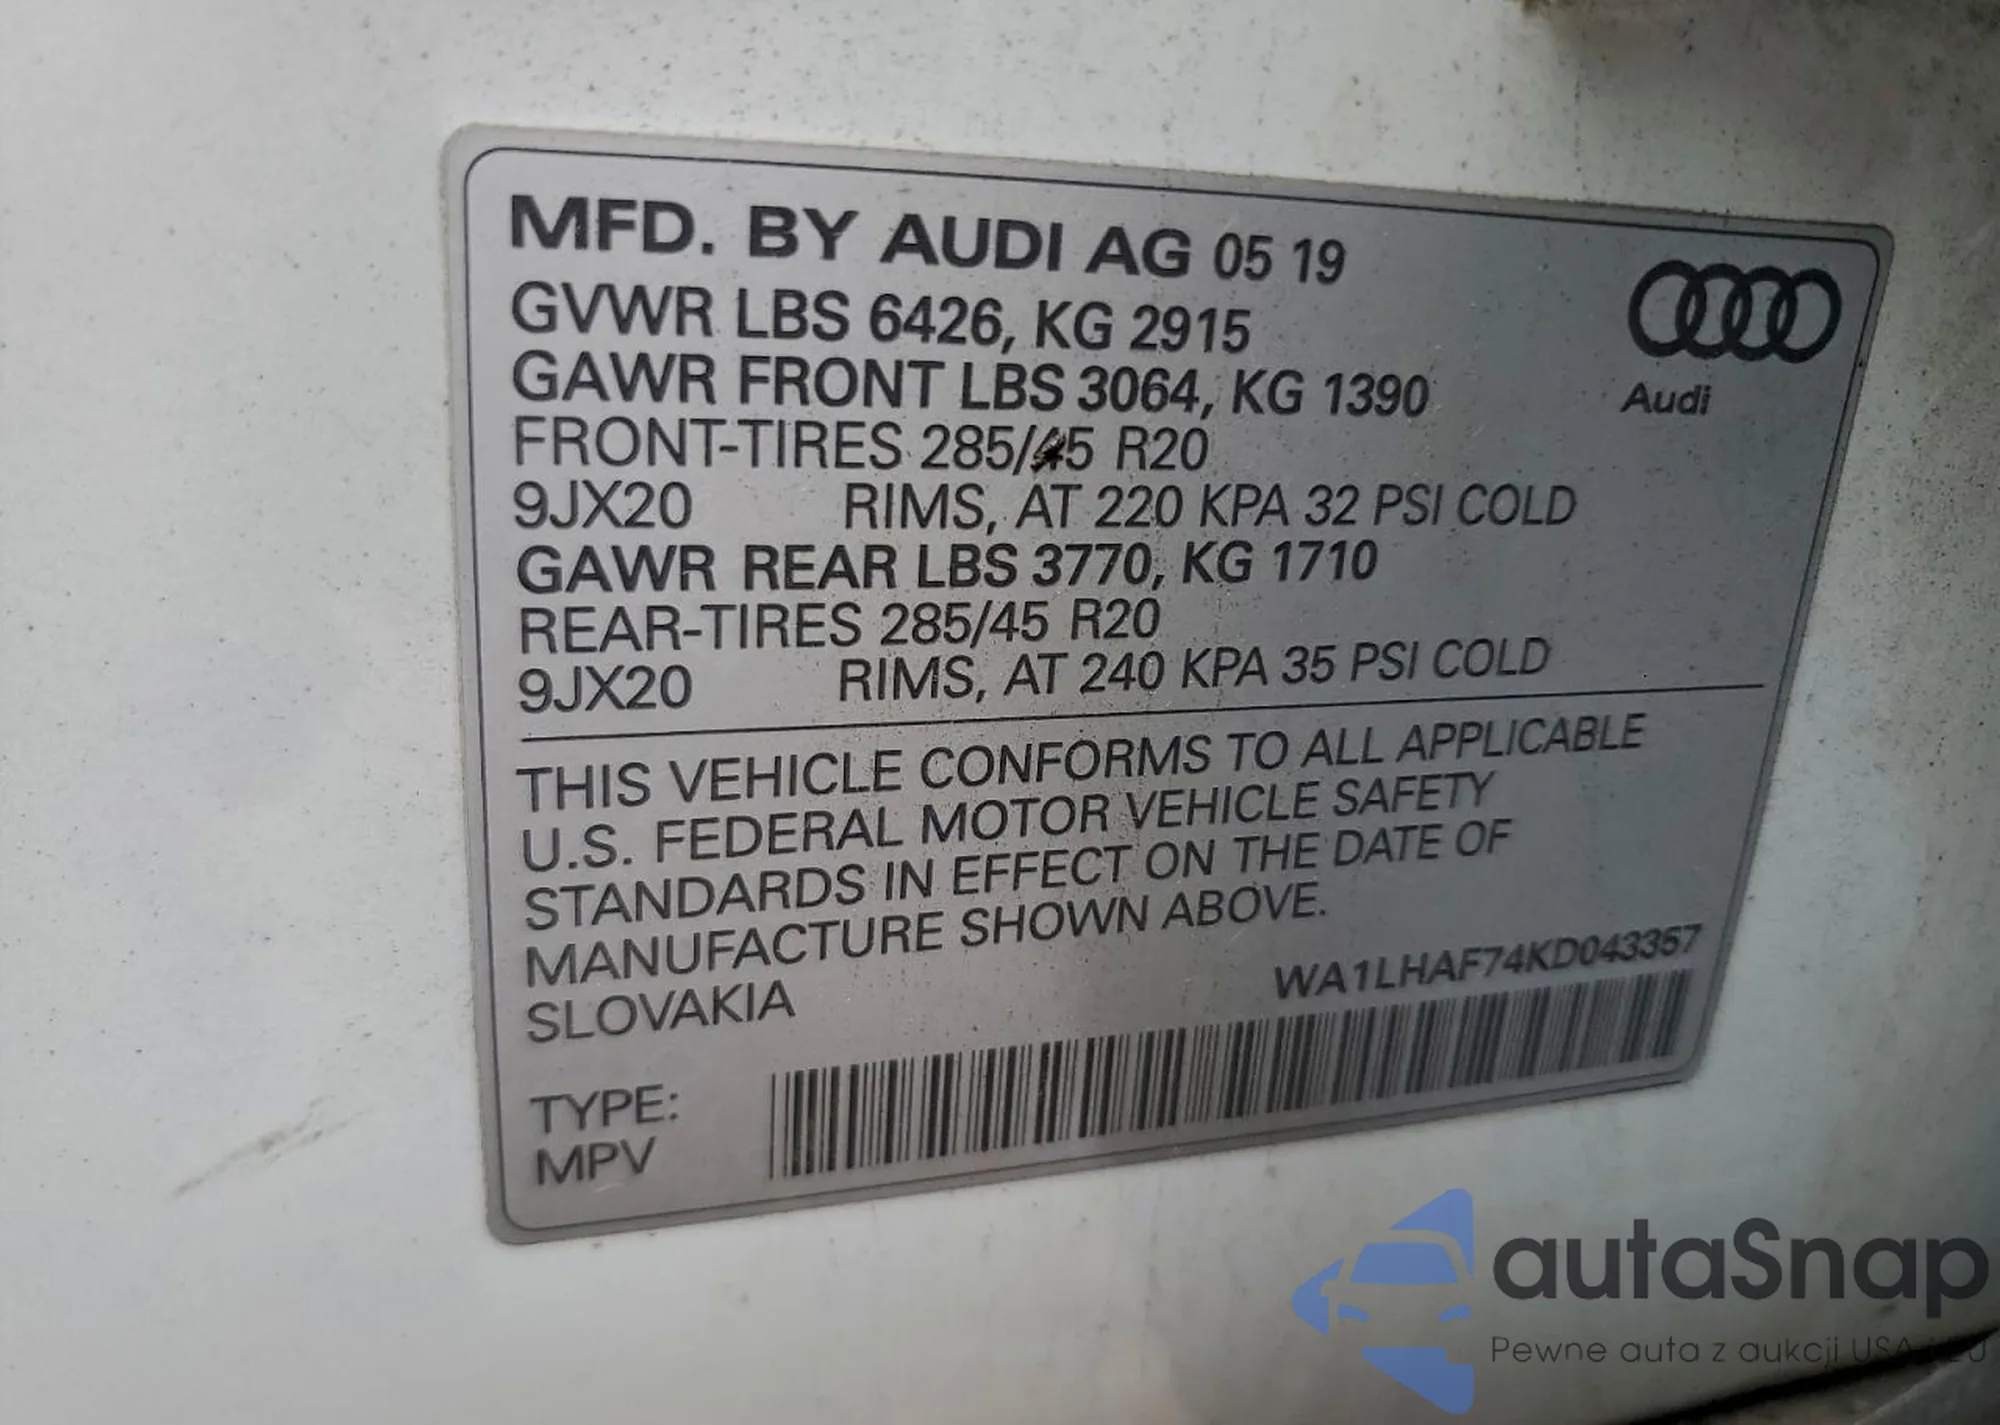 MFD. BY AUDI AG 05 19
GVWR LBS 6426, KG 2915
GAWR FRONT LBS 3064, KG 1390
Audi
FRONT-TIRES 285/45 R20
9JX20 RIMS, AT 220 KPA 32 PSI COLD
GAWR REAR LBS 3770, KG 1710
REAR-TIRES 285/45 R20
9JX20 RIMS, AT 240 KPA 35 PSI COLD
THIS VEHICLE CONFORMS TO ALL APPLICABLE
U.S. FEDERAL MOTOR VEHICLE SAFETY
STANDARDS IN EFFECT ON THE DATE OF
MANUFACTURE SHOWN ABOVE.
SLOVAKIA
WA1LHAF74KD043357
TYPE:
MPV
autaSnap
Pewne auta z aukcji USA i EU